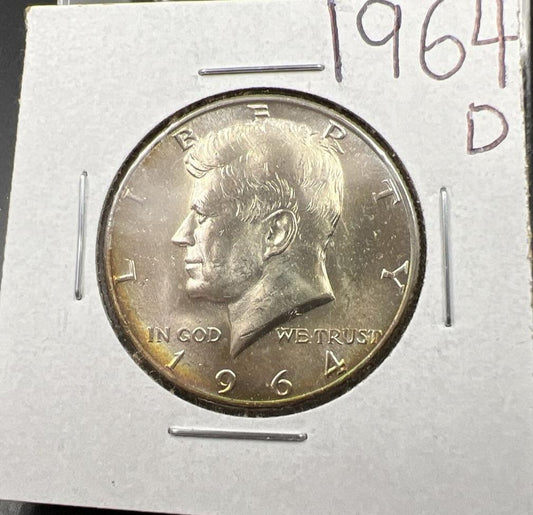 1964
D
LIBERTY
IN GOD WE TRUST
1964